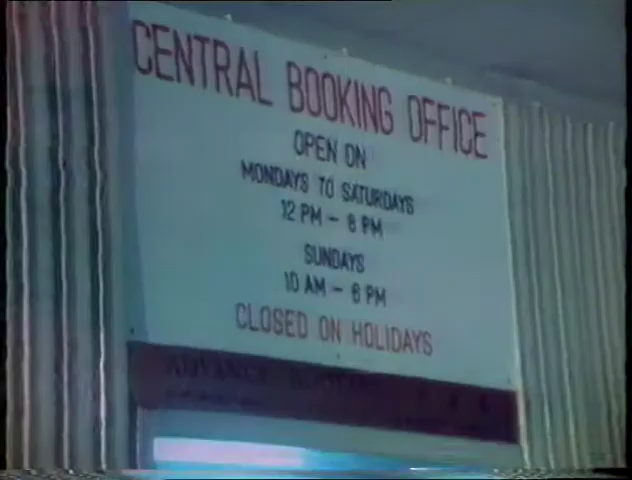 CENTRAL BOOKING OFFICE
OPEN ON
MONDAYS TO SATURDAYS
12 PM - 8 PM
SUNDAYS
10 AM - 6 PM
CLOSED ON HOLIDAYS
ADVANCE